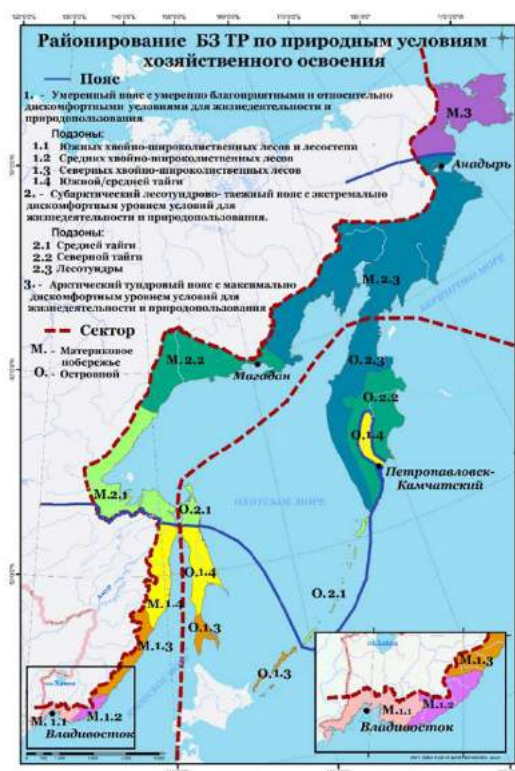 Районирование БЗ ТР по природным условиям
хозяйственного освоения
Пояс
1. - Умеренный пояс с умеренно благоприятными и относительно
дискомфортными условиями для жизнедеятельности и
природопользования
Подзоны:
1.1 Южных хвойно-широколиственных лесов и лесостепи
1.2 Средних хвойно-широколиственных лесов
1.3 Северных хвойно-широколиственных лесов
1.4 Южной/средней тайги
2. - Субарктический лесотундрово-таежный пояс с экстремально
дискомфортным уровнем условий для
жизнедеятельности и природопользования.
Подзоны:
2.1 Средней тайги
2.2 Северной тайги
2.3 Лесотундры
3. - Арктический тундровый пояс с максимально
дискомфортным уровнем условий для
жизнедеятельности и природопользования
Сектор
М. - Материковое
побережье
О. - Островной
М.3
Анадырь
М.2.3
БЕРИНГОВО МОРЕ
М.2.2
Магадан
О.2.3
О.2.2
О.1.4
Петропавловск-
Камчатский
М.2.1
О.2.1
ОХОТСКОЕ МОРЕ
О.2.1
М.1.4
О.1.4
М.1.3
О.1.3
О.1.3
М.1.1
М.1.2
Владивосток
М.1.3
М.1.2
М.1.1
Владивосток